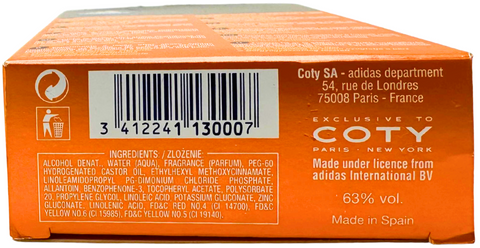 Coty SA - adidas department
54, rue de Londres
75008 Paris - France
3 412241 130007
EXCLUSIVE TO
COTY
PARIS - NEW YORK
Made under licence from
adidas International BV
63% vol.
Made in Spain
INGREDIENTS / ZLOZENIE
ALCOHOL DENAT., WATER (AQUA), FRAGRANCE (PARFUM), PEG-60
HYDROGENATED CASTOR OIL, ETHYLHEXYL METHOXYCINNAMATE,
LINOLEAMIDOPROPYL PG-DIMONIUM CHLORIDE PHOSPHATE,
ALLANTOIN, BENZOPHENONE-3, TOCOPHERYL ACETATE, POLYSORBATE
20, PROPYLENE GLYCOL, LINOLEIC ACID, POTASSIUM GLUCONATE, ZINC
GLUCONATE, LINOLENIC ACID, FD&C RED NO.4 (CI 14700), FD&C
YELLOW NO.6 (CI 15985), FD&C YELLOW NO.5 (CI 19140).